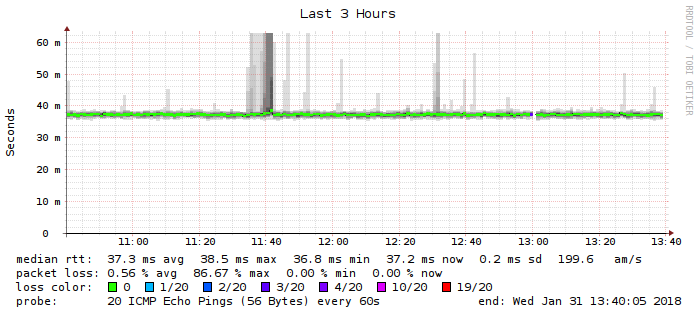 Last 3 Hours
RRDTOOL / TOBI OETIKER
Seconds
60 m
50 m
40 m
30 m
20 m
10 m
0
11:00 11:20 11:40 12:00 12:20 12:40 13:00 13:20 13:40
median rtt: 37.3 ms avg 38.5 ms max 36.8 ms min 37.2 ms now 0.2 ms sd 199.6 am/s
packet loss: 0.56 % avg 86.67 % max 0.00 % min 0.00 % now
loss color: 0 1/20 2/20 3/20 4/20 10/20 19/20
probe: 20 ICMP Echo Pings (56 Bytes) every 60s end: Wed Jan 31 13:40:05 2018